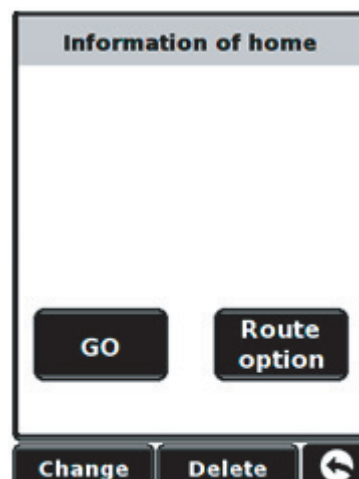 Information of home
GO
Route
option
Change
Delete